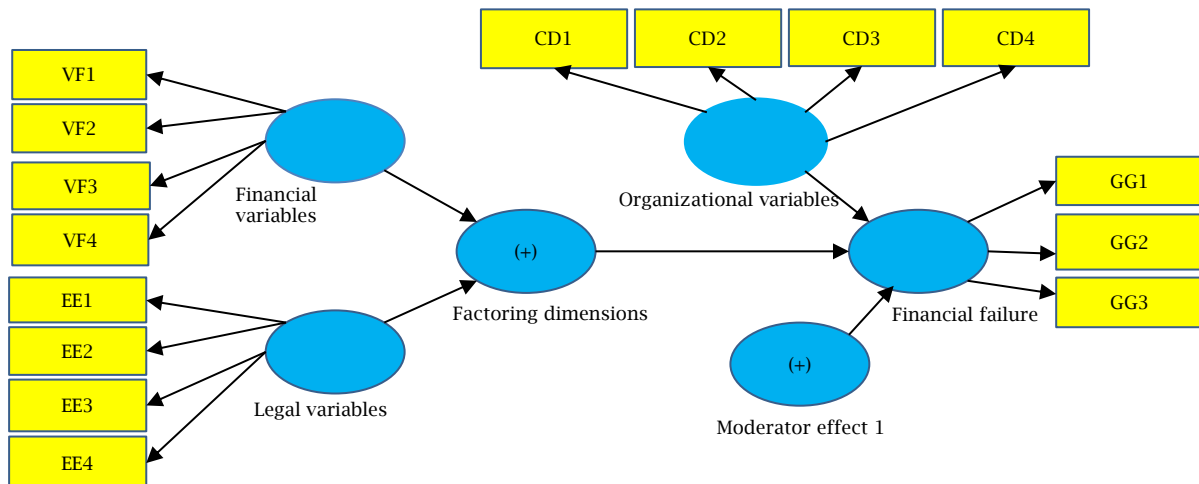 CD1
CD2
CD3
CD4
VF1
VF2
VF3
VF4
Financial
variables
Organizational variables
GG1
GG2
GG3
(+)
Factoring dimensions
Financial failure
EE1
EE2
EE3
EE4
Legal variables
(+)
Moderator effect 1